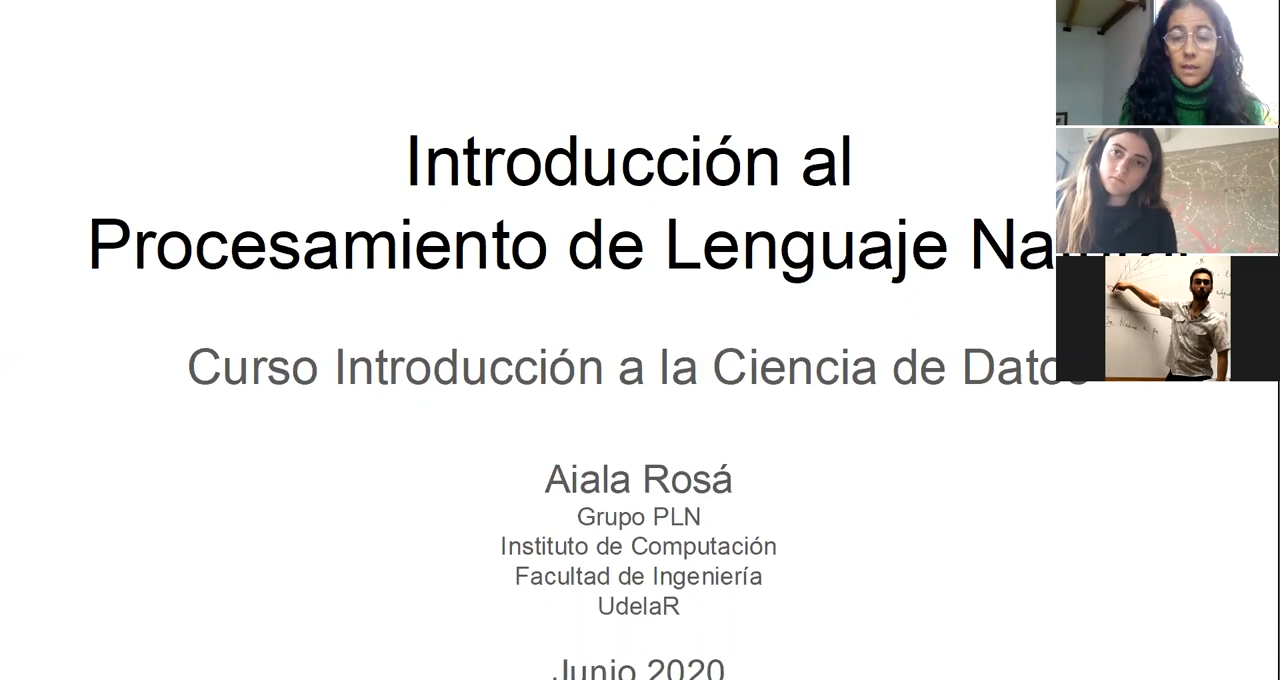 Introducción al
Procesamiento de Lenguaje
Curso Introducción a la Ciencia de Datos
Aiala Rosá
Grupo PLN
Instituto de Computación
Facultad de Ingeniería
UdelaR
Junio 2020